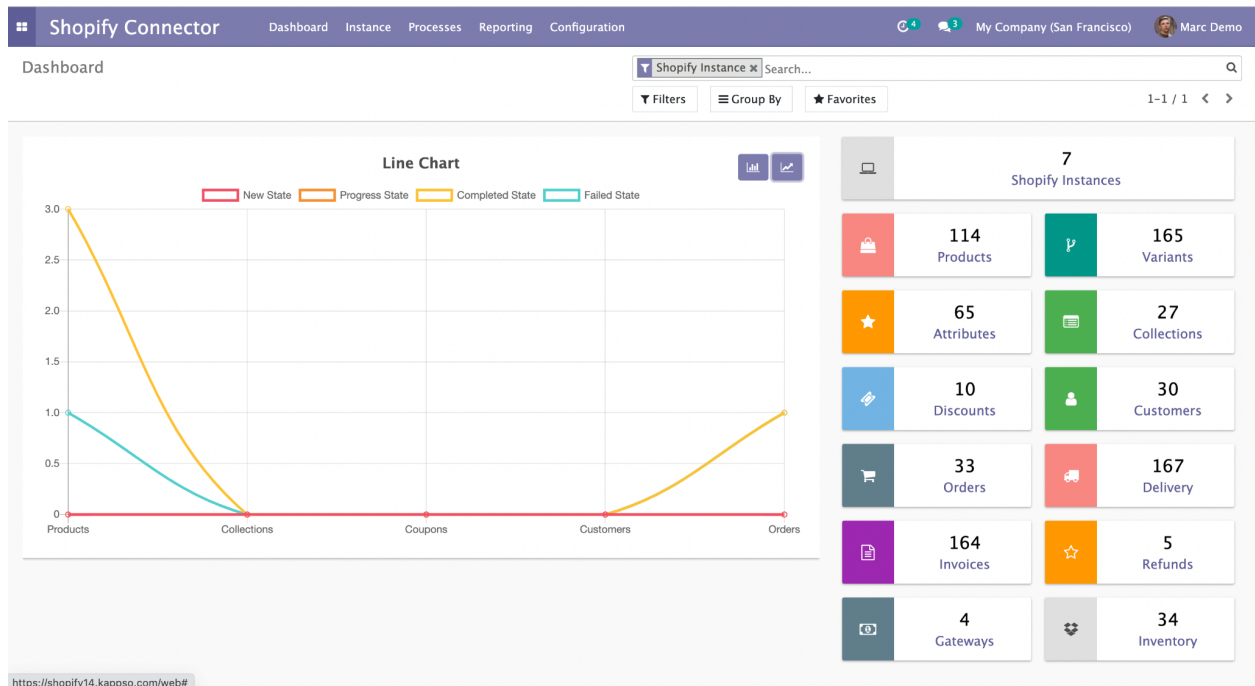 Shopify Connector Dashboard Instance Processes Reporting Configuration 4 3 My Company (San Francisco) Marc Demo
Dashboard
Shopify Instance × Search...
Filters Group By Favorites 1-1 / 1
Line Chart
New State Progress State Completed State Failed State
3.0
2.5
2.0
1.5
1.0
0.5
0
Products Collections Coupons Customers Orders
7
Shopify Instances
114
Products
165
Variants
65
Attributes
27
Collections
10
Discounts
30
Customers
33
Orders
167
Delivery
164
Invoices
5
Refunds
4
Gateways
34
Inventory
https://shopify14.kappso.com/web#